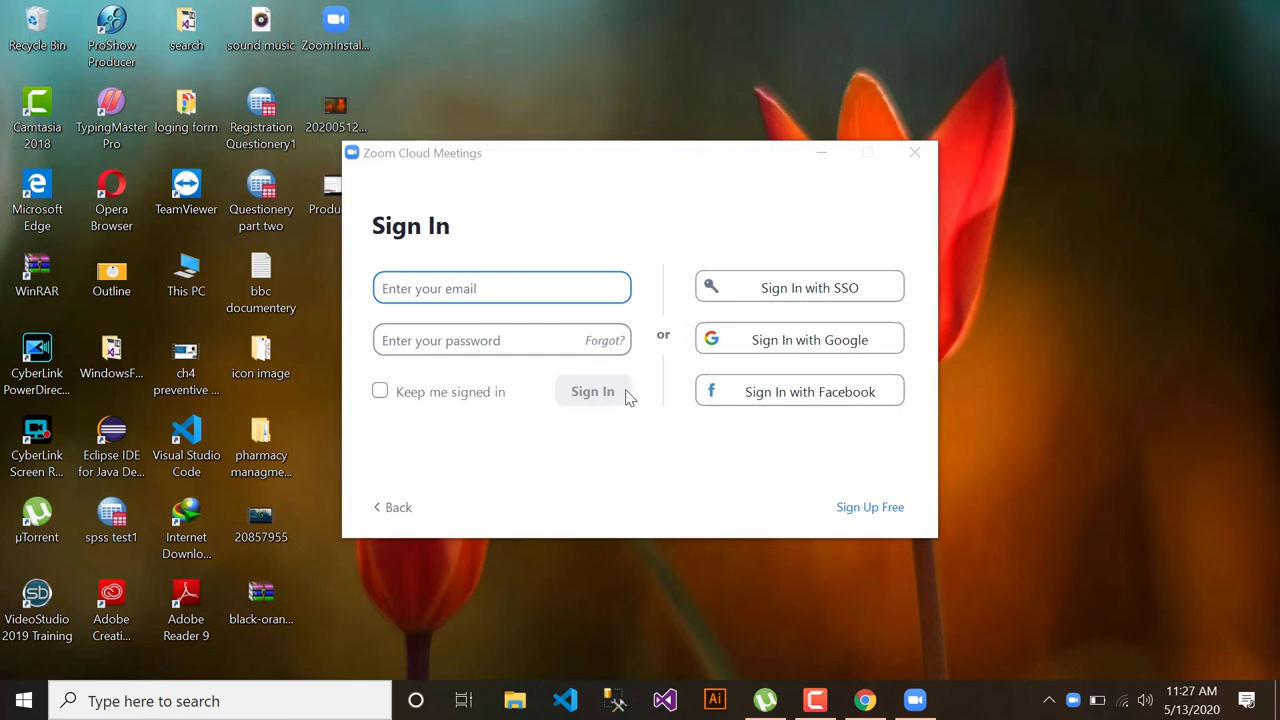 Recycle Bin
ProShow
Producer
search
sound music
ZoomInstal...
Camtasia
2018
TypingMaster
Pro
loging form
Registration
Questionery1
20200512...
Microsoft
Edge
Opera
Browser
TeamViewer
Questionery
part two
Produ
WinRAR
Outline
This PC
bbc
documentery
CyberLink
PowerDirec...
WindowsF...
ch4
preventive ...
icon image
CyberLink
Screen R...
Eclipse IDE
for Java De...
Visual Studio
Code
pharmacy
managme...
µTorrent
spss test1
Internet
Downlo...
20857955
VideoStudio
2019 Training
Adobe
Creati...
Adobe
Reader 9
black-oran...
Zoom Cloud Meetings
Sign In
Enter your email
Enter your password
Forgot?
Keep me signed in
Sign In
or
Sign In with SSO
Sign In with Google
Sign In with Facebook
Back
Sign Up Free
Type here to search
Ai
11:27 AM
5/13/2020